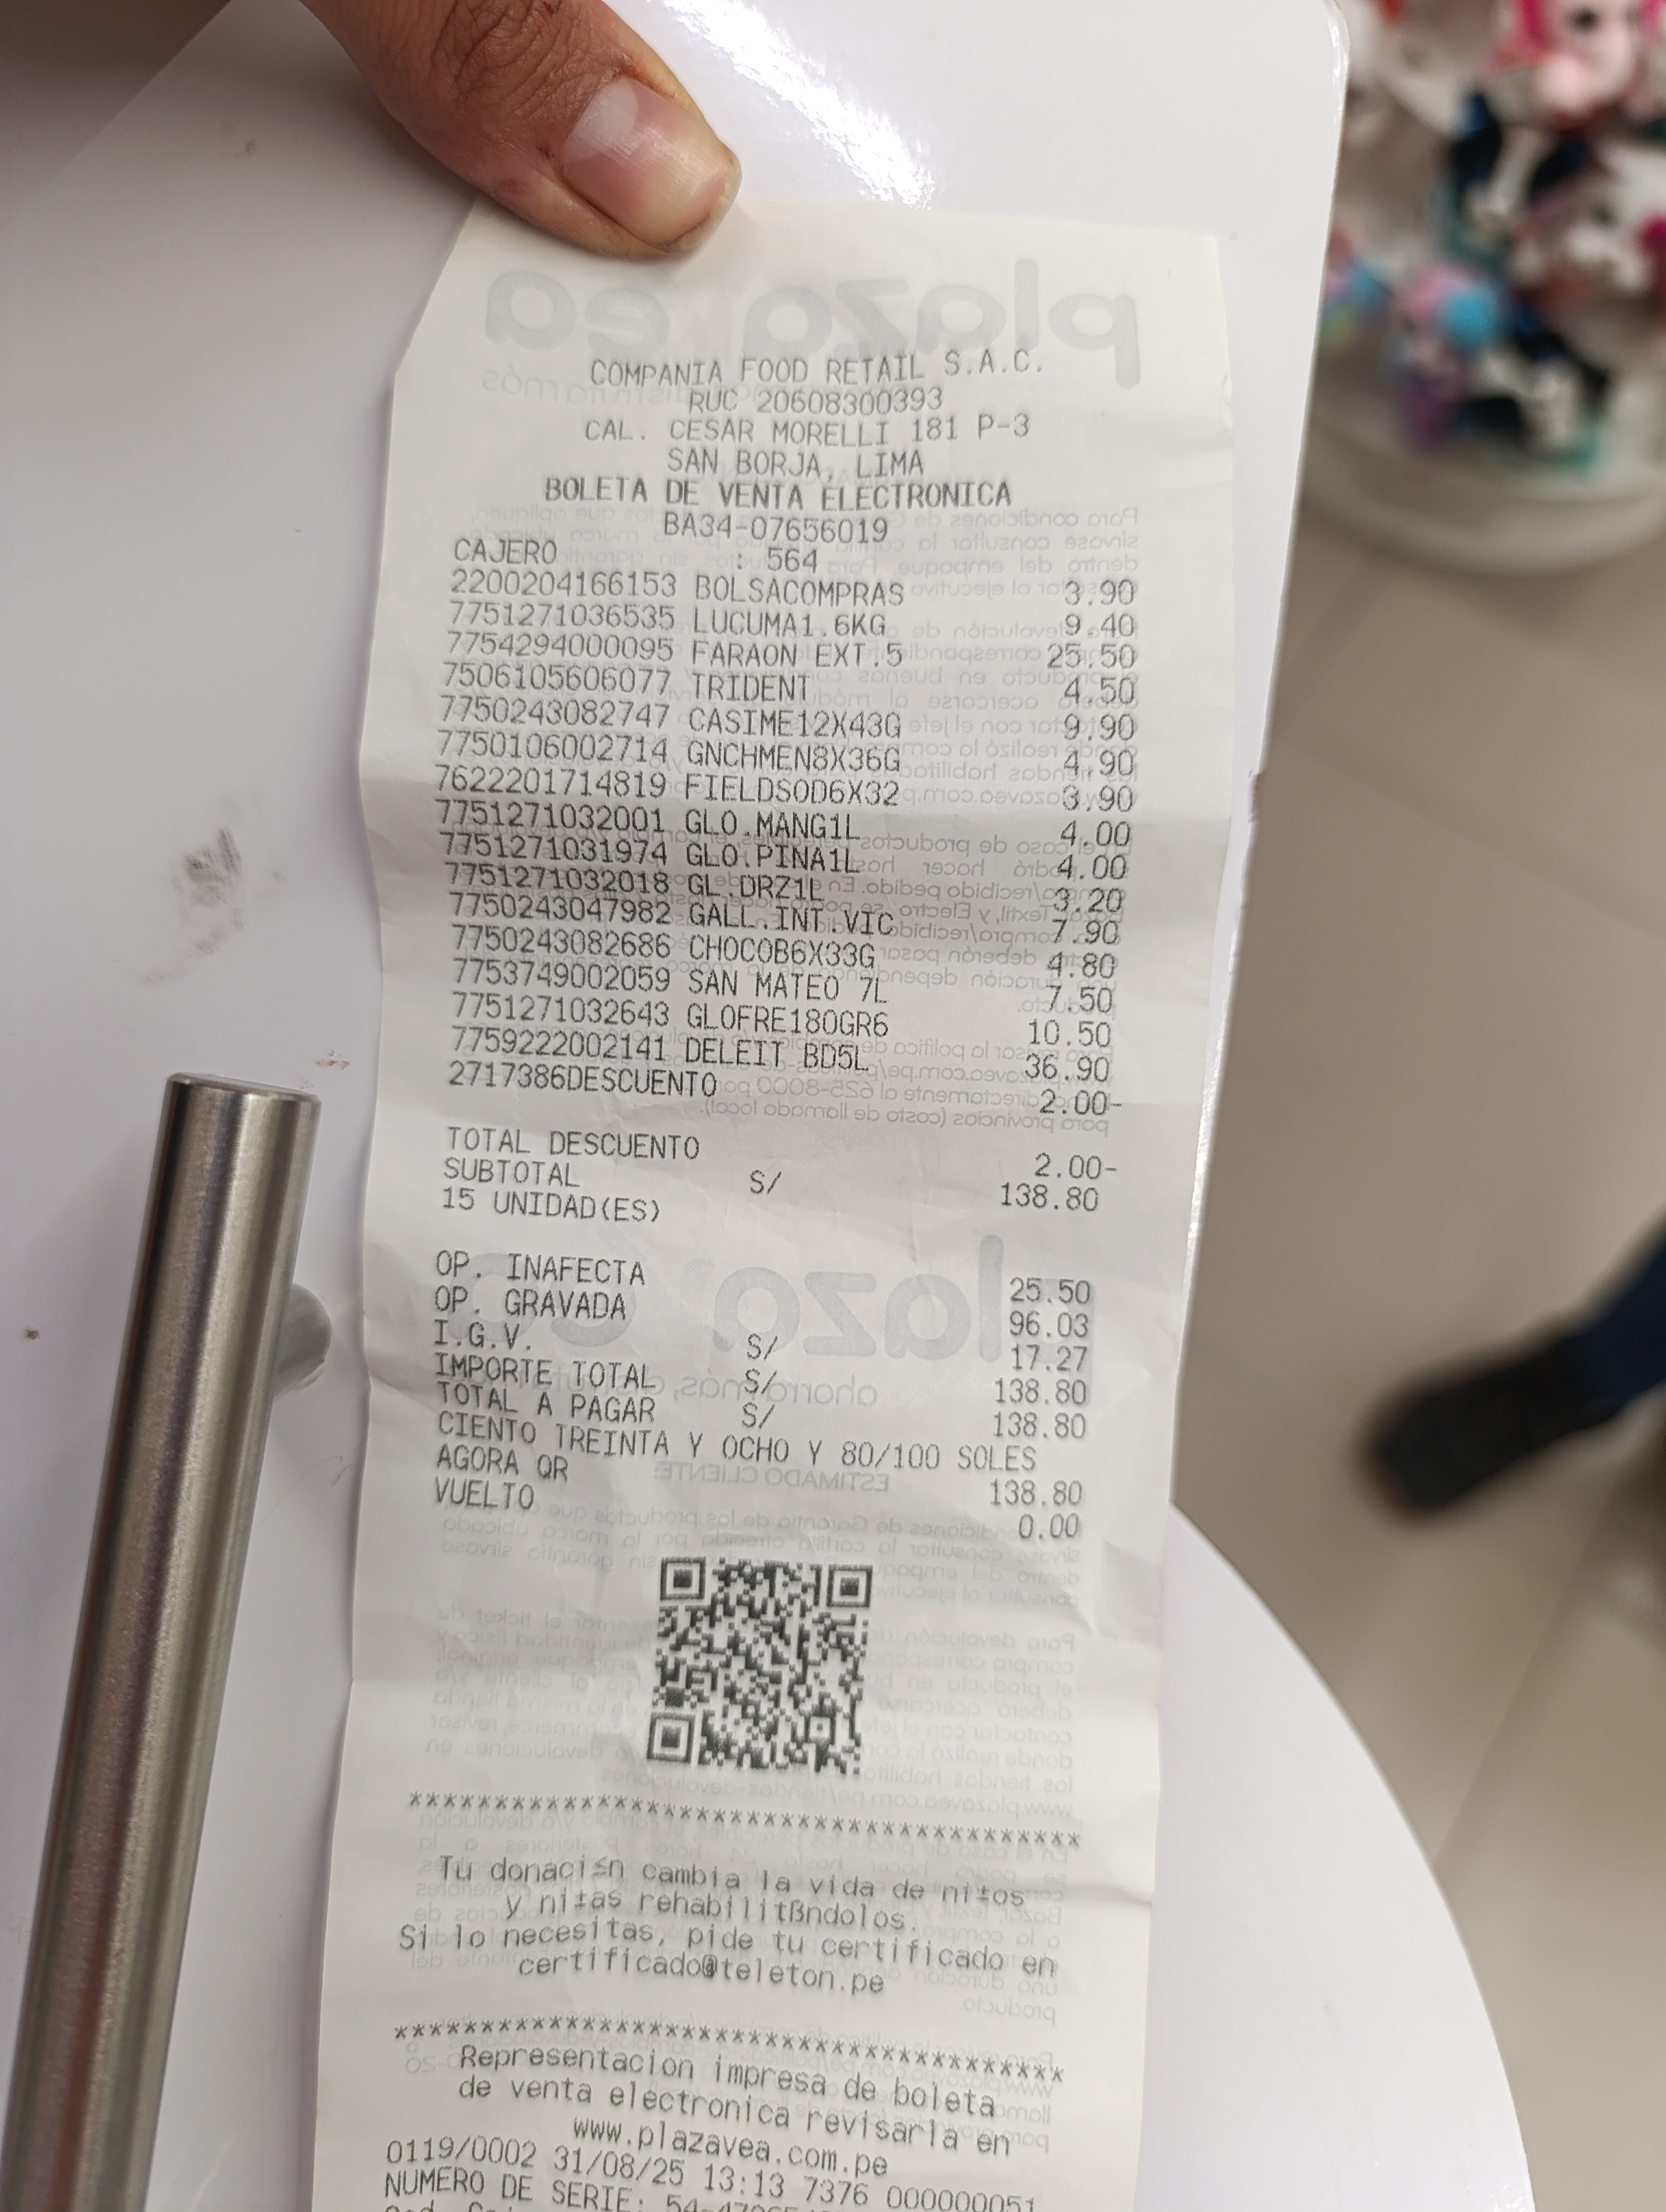 COMPANIA FOOD RETAIL S.A.C.
RUC 20608300393
CAL. CESAR MORELLI 181 P-3
SAN BORJA, LIMA
BOLETA DE VENTA ELECTRONICA
BA34-07656019
CAJERO : 564
2200204166153 BOLSACOMPRAS 3.90
7751271036535 LUCUMA1.6KG 9.40
7754294000095 FARAON EXT.5 25.50
7506105606077 TRIDENT 4.50
7750243082747 CASIME12X43G 9.90
7750106002714 GNCHMEN8X36G 4.90
7622201714819 FIELDSOD6X32 3.90
7751271032001 GLO.MANG1L 4.00
7751271031974 GLO.PINA1L 4.00
7751271032018 GL.DRZ1L 3.20
7750243047982 GALL.INT.VIC 7.90
7750243082686 CHOCOB6X33G 4.80
7753749002059 SAN MATEO 7L 7.50
7751271032643 GLOFRE180GR6 10.50
7759222002141 DELEIT BD5L 36.90
2717386DESCUENTO 2.00-
TOTAL DESCUENTO 2.00-
SUBTOTAL S/ 138.80
15 UNIDAD(ES)
OP. INAFECTA 25.50
OP. GRAVADA 96.03
I.G.V. S/ 17.27
IMPORTE TOTAL S/ 138.80
TOTAL A PAGAR S/ 138.80
CIENTO TREINTA Y OCHO Y 80/100 SOLES
AGORA QR 138.80
VUELTO 0.00
***************************************
Tu donaci≤n cambia la vida de ni±os
y ni±as rehabilitßndolos.
Si lo necesitas, pide tu certificado en
certificado@teleton.pe
***************************************
Representacion impresa de boleta
de venta electronica revisarla en
www.plazavea.com.pe
0119/0002 31/08/25 13:13 7376 000000051
NUMERO DE SERIE: